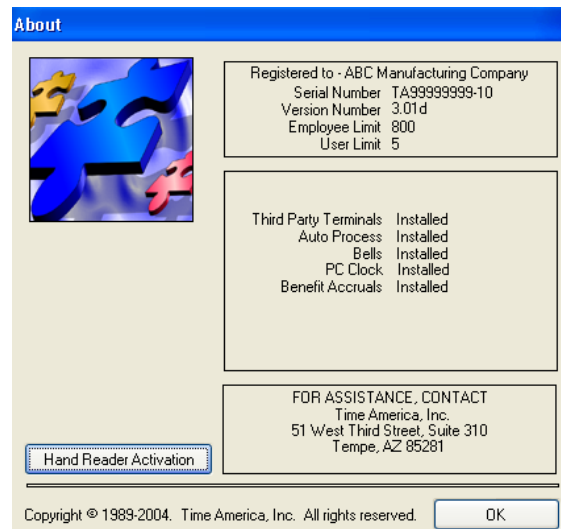 About
Registered to - ABC Manufacturing Company
Serial Number TA99999999-10
Version Number 3.01d
Employee Limit 800
User Limit 5
Third Party Terminals Installed
Auto Process Installed
Bells Installed
PC Clock Installed
Benefit Accruals Installed
FOR ASSISTANCE, CONTACT
Time America, Inc.
51 West Third Street, Suite 310
Tempe, AZ 85281
Hand Reader Activation
Copyright © 1989-2004. Time America, Inc. All rights reserved.
OK